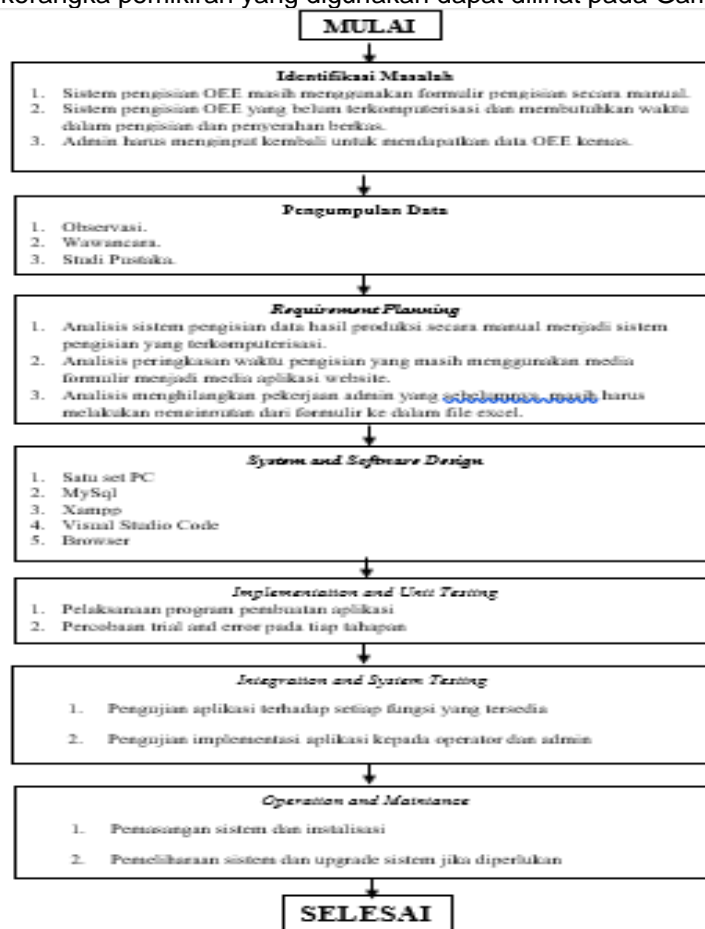 kerangka pemikiran yang digunakan dapat dilihat pada Gam
MULAI
Identifikasi Masalah
1. Sistem pengisian OEE masih menggunakan formulir pengisian secara manual.
2. Sistem pengisian OEE yang belum terkomputerisasi dan membutuhkan waktu
dalam pengisian dan penyerahan berkas.
3. Admin harus menginput kembali untuk mendapatkan data OEE kemas.
Pengumpulan Data
1. Observasi.
2. Wawancara.
3. Studi Pustaka.
Requirement Planning
1. Analisis sistem pengisian data hasil produksi secara manual menjadi sistem
pengisian yang terkomputerisasi.
2. Analisis peringkasan waktu pengisian yang masih menggunakan media
formulir menjadi media aplikasi website.
3. Analisis menghilangkan pekerjaan admin yang sebelumnya masih harus
melakukan penginputan dari formulir ke dalam file excel.
System and Software Design
1. Satu set PC
2. MySql
3. Xampp
4. Visual Studio Code
5. Browser
Implementation and Unit Testing
1. Pelaksanaan program pembuatan aplikasi
2. Percobaan trial and error pada tiap tahapan
Integration and System Testing
1. Pengujian aplikasi terhadap setiap fungsi yang tersedia
2. Pengujian implementasi aplikasi kepada operator dan admin
Operation and Maintance
1. Pemasangan sistem dan instalisasi
2. Pemeliharaan sistem dan upgrade sistem jika diperlukan
SELESAI